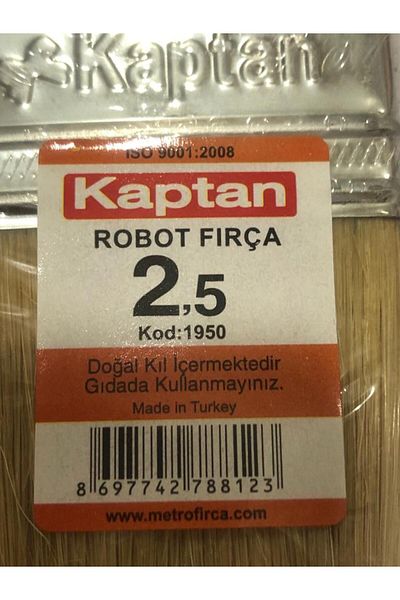 Kaptan
ISO 9001:2008
Kaptan
ROBOT FIRÇA
2,5
Kod:1950
Doğal Kıl İçermektedir
Gıdada Kullanmayınız.
Made in Turkey
8 697742 788123
www.metrofirca.com